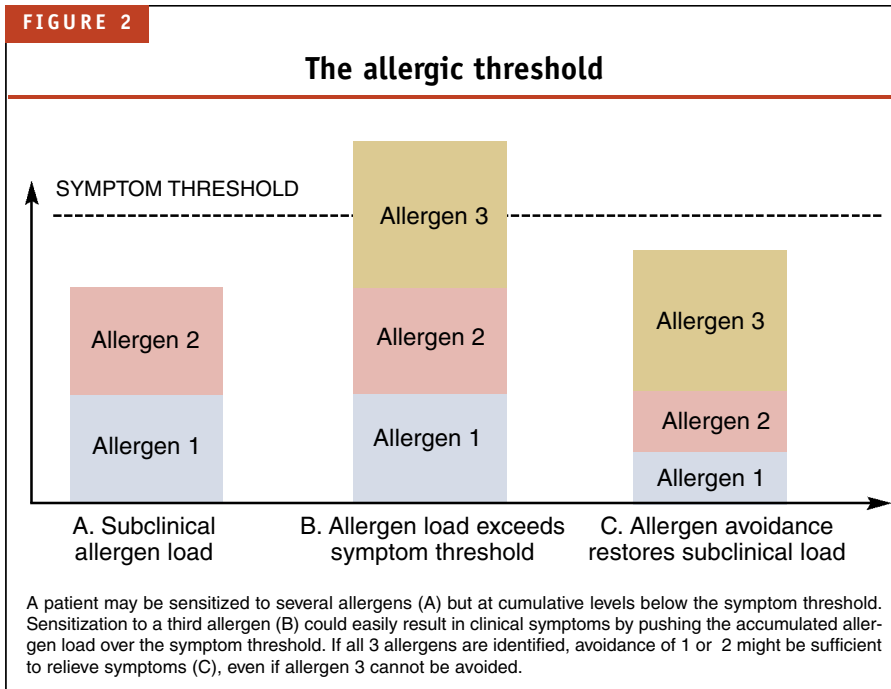 FIGURE 2
The allergic threshold
SYMPTOM THRESHOLD
Allergen 2
Allergen 1
Allergen 3
Allergen 2
Allergen 1
Allergen 3
Allergen 2
Allergen 1
A. Subclinical
allergen load
B. Allergen load exceeds
symptom threshold
C. Allergen avoidance
restores subclinical load
A patient may be sensitized to several allergens (A) but at cumulative levels below the symptom threshold.
Sensitization to a third allergen (B) could easily result in clinical symptoms by pushing the accumulated aller-
gen load over the symptom threshold. If all 3 allergens are identified, avoidance of 1 or 2 might be sufficient
to relieve symptoms (C), even if allergen 3 cannot be avoided.